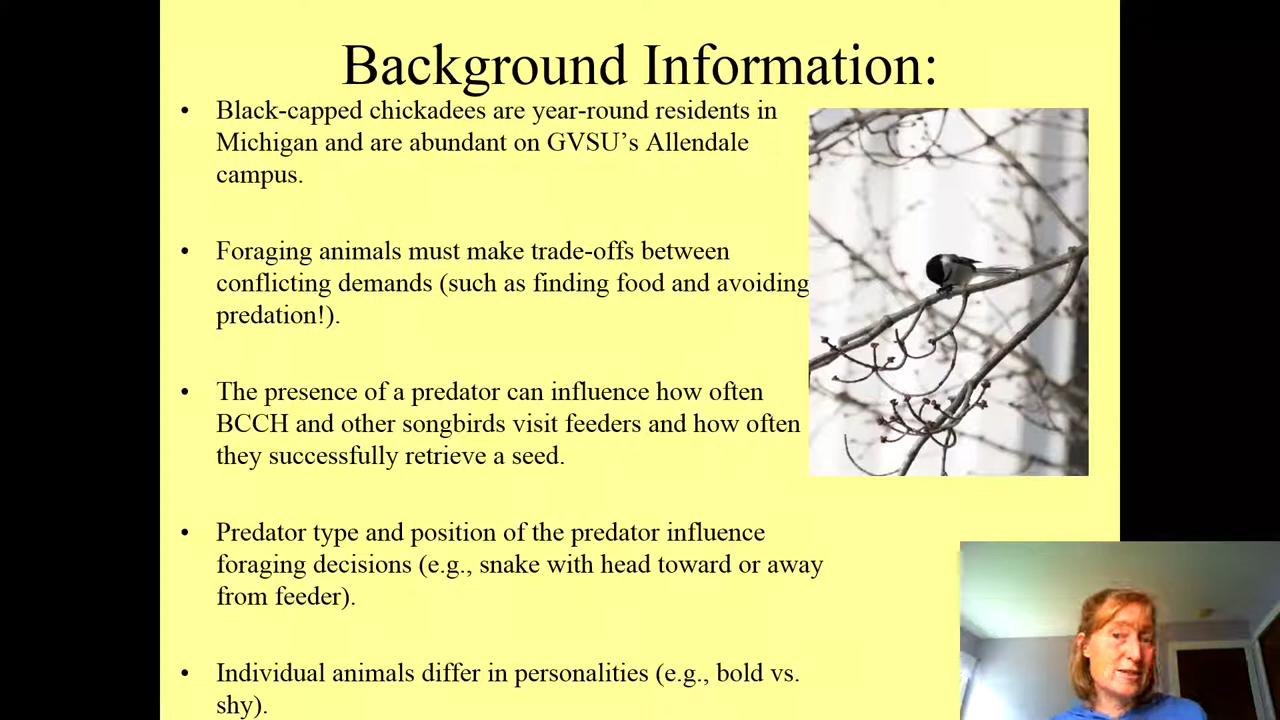 Background Information:
• Black-capped chickadees are year-round residents in
Michigan and are abundant on GVSU’s Allendale
campus.
• Foraging animals must make trade-offs between
conflicting demands (such as finding food and avoiding
predation!).
• The presence of a predator can influence how often
BCCH and other songbirds visit feeders and how often
they successfully retrieve a seed.
• Predator type and position of the predator influence
foraging decisions (e.g., snake with head toward or away
from feeder).
• Individual animals differ in personalities (e.g., bold vs.
shy).